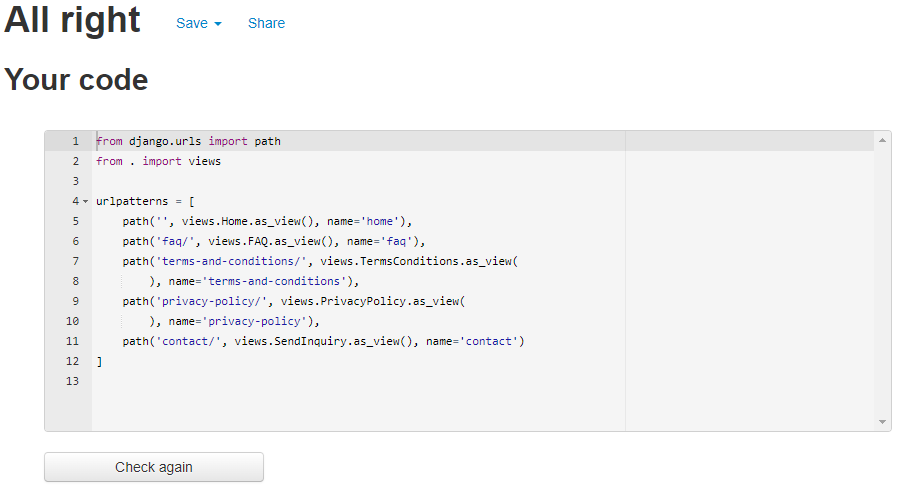 All right Save Share
Your code
1 from django.urls import path
2 from . import views
3
4 urlpatterns = [
5     path('', views.Home.as_view(), name='home'),
6     path('faq/', views.FAQ.as_view(), name='faq'),
7     path('terms-and-conditions/', views.TermsConditions.as_view(
8         ), name='terms-and-conditions'),
9     path('privacy-policy/', views.PrivacyPolicy.as_view(
10         ), name='privacy-policy'),
11     path('contact/', views.SendInquiry.as_view(), name='contact')
12 ]
13
Check again